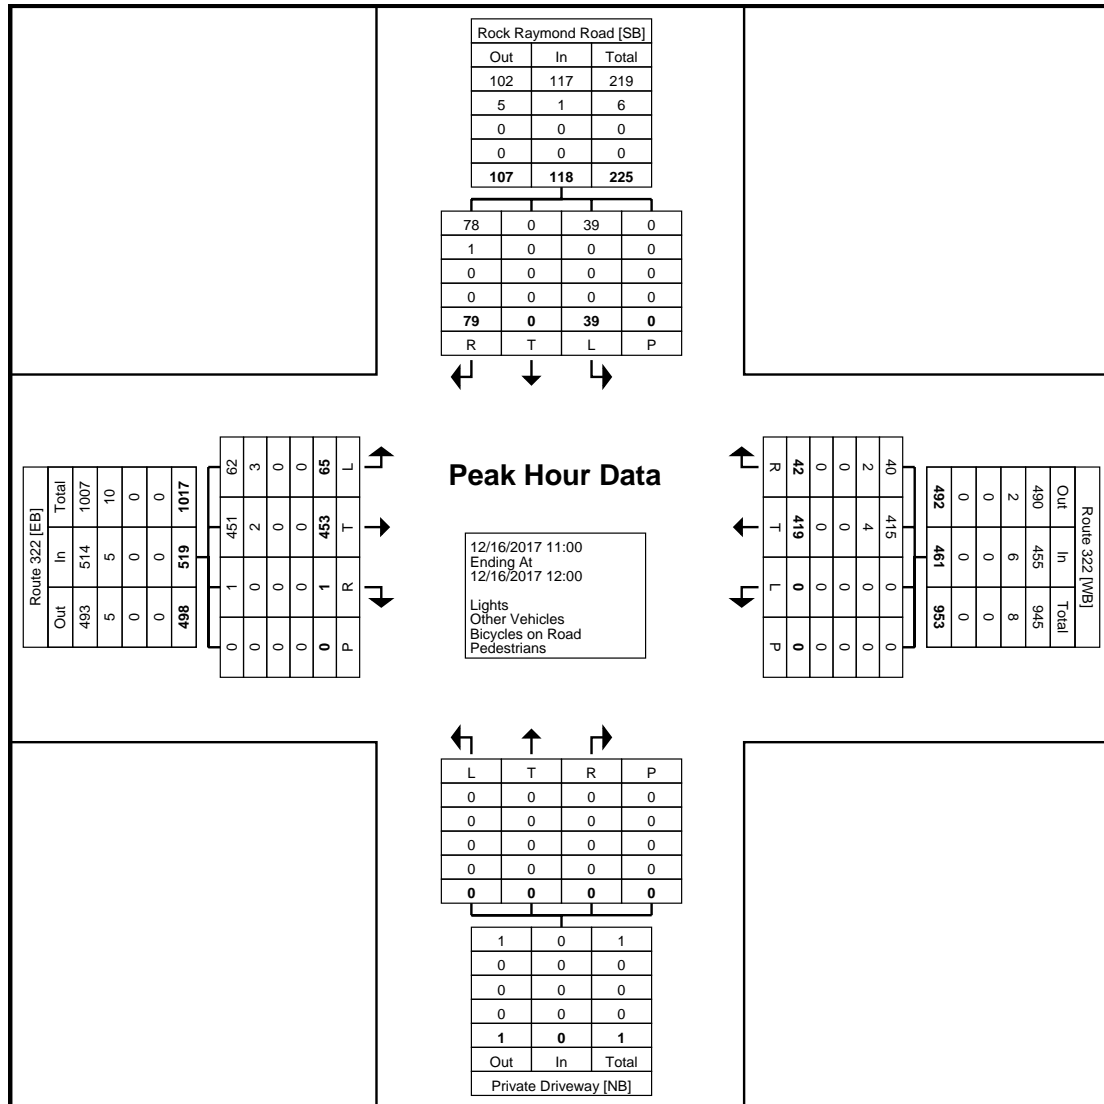 Rock Raymond Road [SB]
Out In Total
102 117 219
5 1 6
0 0 0
0 0 0
107 118 225
78 0 39 0
1 0 0 0
0 0 0 0
0 0 0 0
79 0 39 0
R T L P
Route 322 [EB]
Total 1007 10 0 0 1017
In 514 5 0 0 519
Out 493 5 0 0 498
62 3 0 0 65 L
451 2 0 0 453 T
1 0 0 0 1 R
0 0 0 0 0 P
Peak Hour Data
12/16/2017 11:00
Ending At
12/16/2017 12:00
Lights
Other Vehicles
Bicycles on Road
Pedestrians
R 42 0 0 2 40
T 419 0 0 4 415
L 0 0 0 0 0
P 0 0 0 0 0
Route 322 [WB]
492 0 0 2 490 Out
461 0 0 6 455 In
953 0 0 8 945 Total
L T R P
0 0 0 0
0 0 0 0
0 0 0 0
0 0 0 0
0 0 0 0
1 0 1
0 0 0
0 0 0
0 0 0
1 0 1
Out In Total
Private Driveway [NB]